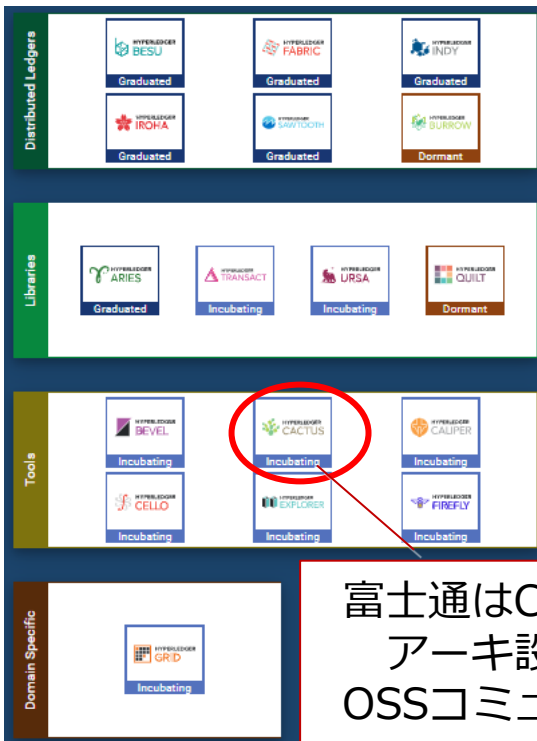 Distributed Ledgers
HYPERLEDGER
BESU
Graduated
HYPERLEDGER
FABRIC
Graduated
HYPERLEDGER
INDY
Graduated
HYPERLEDGER
IROHA
Graduated
HYPERLEDGER
SAWTOOTH
Graduated
HYPERLEDGER
BURROW
Dormant
Libraries
HYPERLEDGER
ARIES
Graduated
HYPERLEDGER
TRANSACT
Incubating
HYPERLEDGER
URSA
Incubating
HYPERLEDGER
QUILT
Dormant
Tools
HYPERLEDGER
BEVEL
Incubating
HYPERLEDGER
CACTUS
Incubating
HYPERLEDGER
CALIPER
Incubating
HYPERLEDGER
CELLO
Incubating
HYPERLEDGER
EXPLORER
Incubating
HYPERLEDGER
FIREFLY
Incubating
Domain Specific
HYPERLEDGER
GRID
Incubating
富士通はC
アーキ設
OSSコミュ